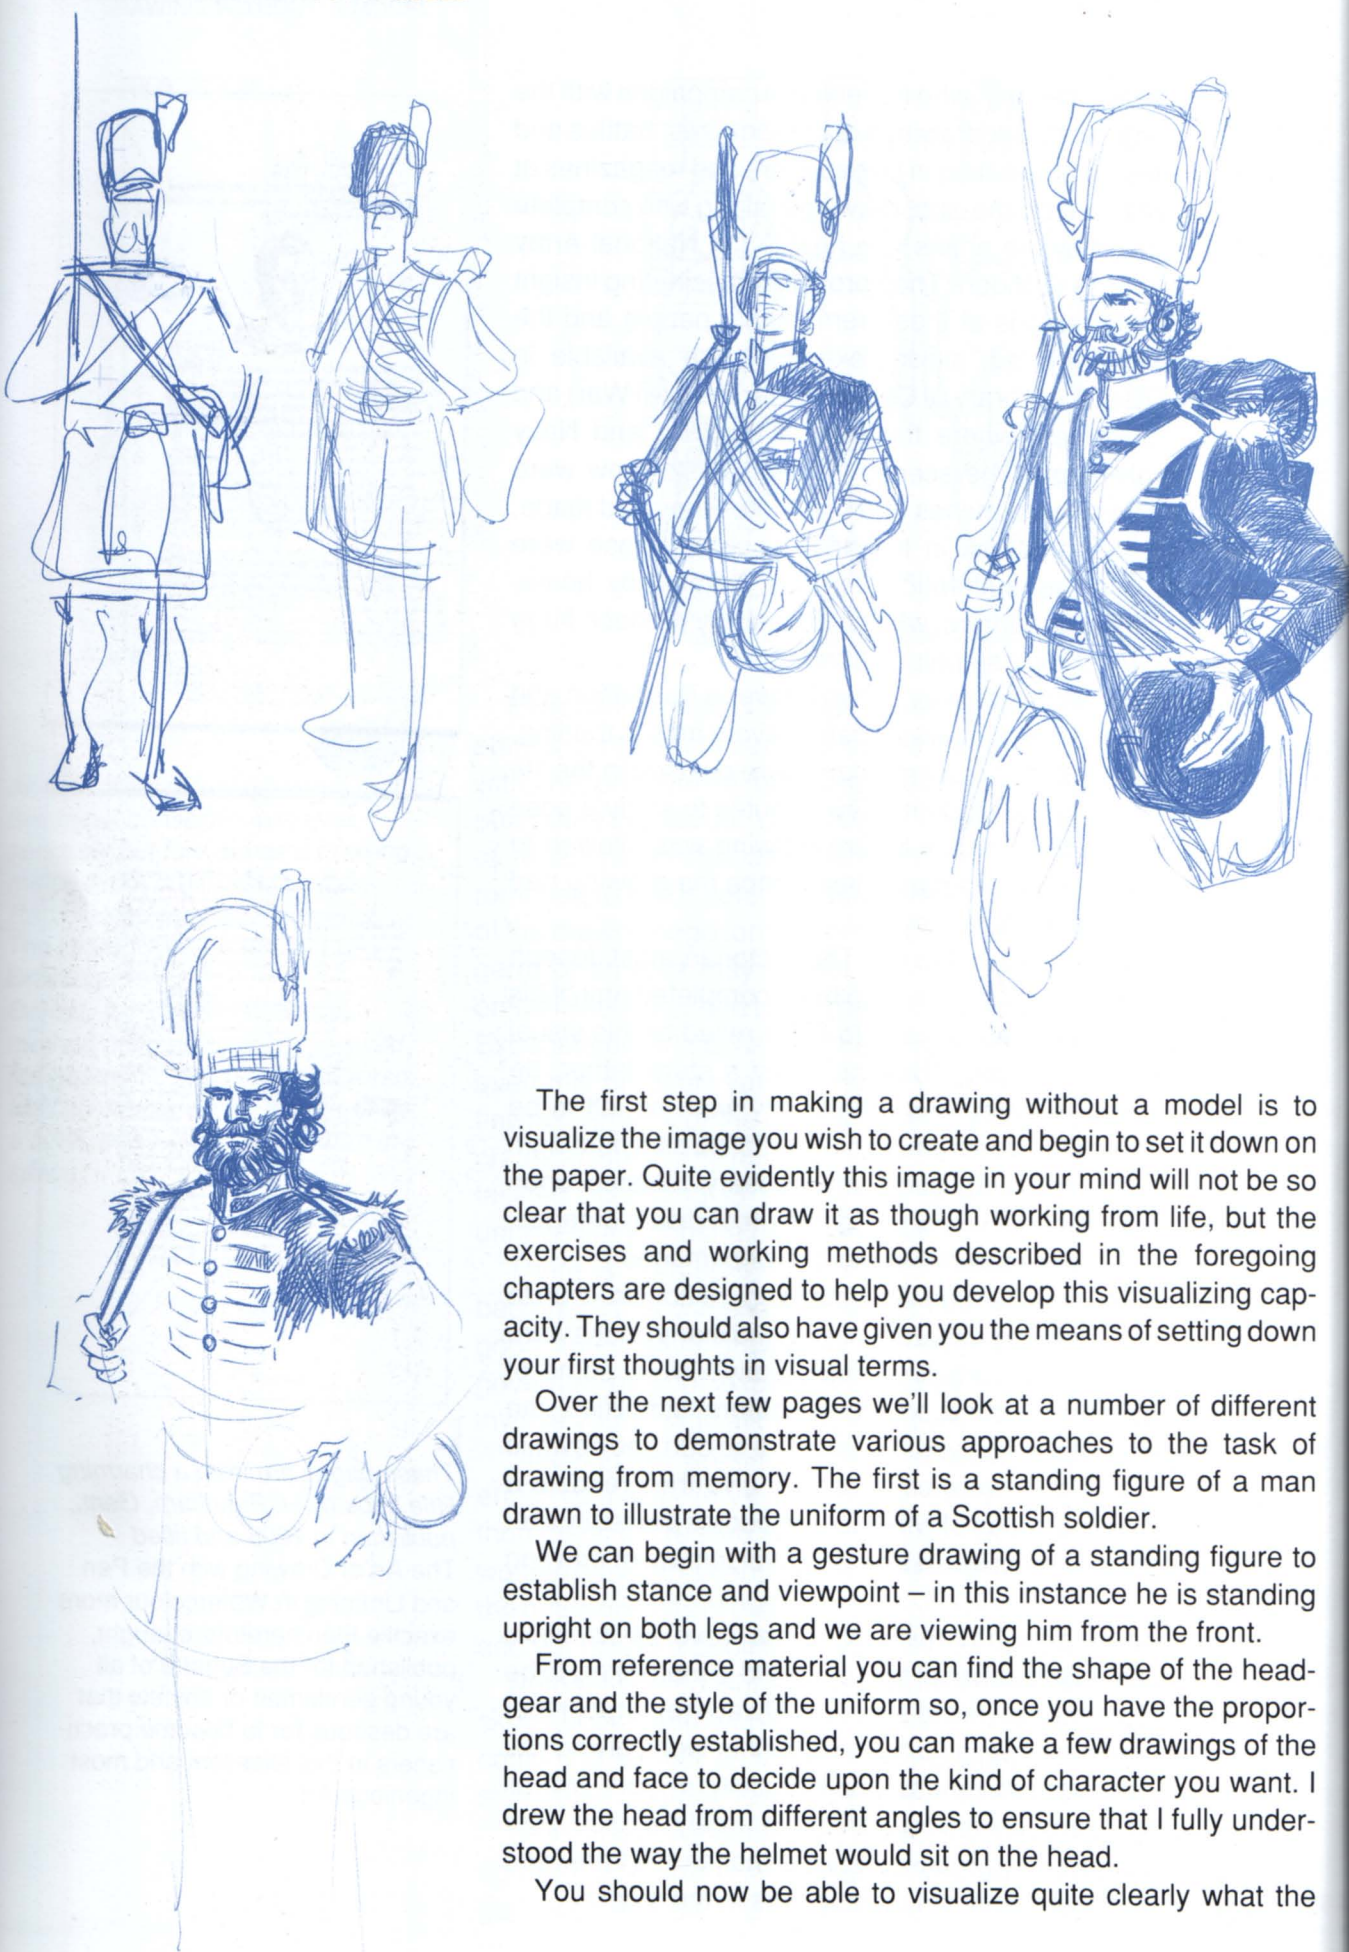 The first step in making a drawing without a model is to
visualize the image you wish to create and begin to set it down on
the paper. Quite evidently this image in your mind will not be so
clear that you can draw it as though working from life, but the
exercises and working methods described in the foregoing
chapters are designed to help you develop this visualizing cap-
acity. They should also have given you the means of setting down
your first thoughts in visual terms.
Over the next few pages we'll look at a number of different
drawings to demonstrate various approaches to the task of
drawing from memory. The first is a standing figure of a man
drawn to illustrate the uniform of a Scottish soldier.
We can begin with a gesture drawing of a standing figure to
establish stance and viewpoint – in this instance he is standing
upright on both legs and we are viewing him from the front.
From reference material you can find the shape of the head-
gear and the style of the uniform so, once you have the propor-
tions correctly established, you can make a few drawings of the
head and face to decide upon the kind of character you want. I
drew the head from different angles to ensure that I fully under-
stood the way the helmet would sit on the head.
You should now be able to visualize quite clearly what the